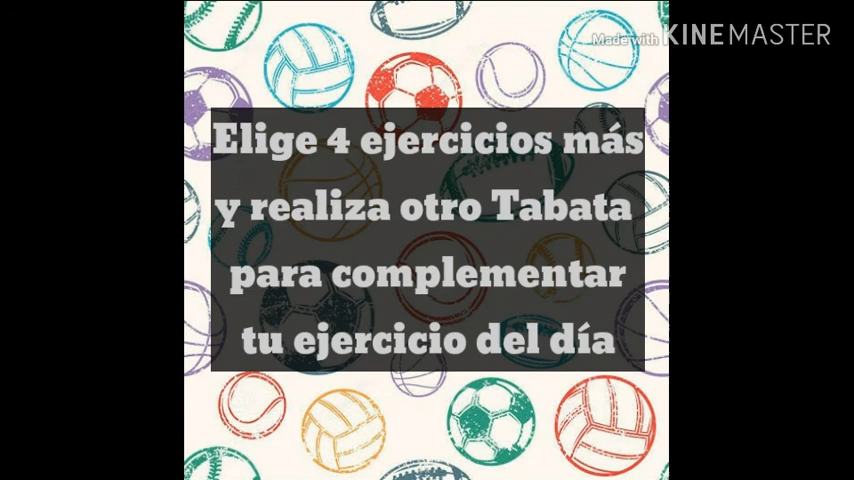 Made with KINEMASTER
Elige 4 ejercicios más
y realiza otro Tabata
para complementar
tu ejercicio del día